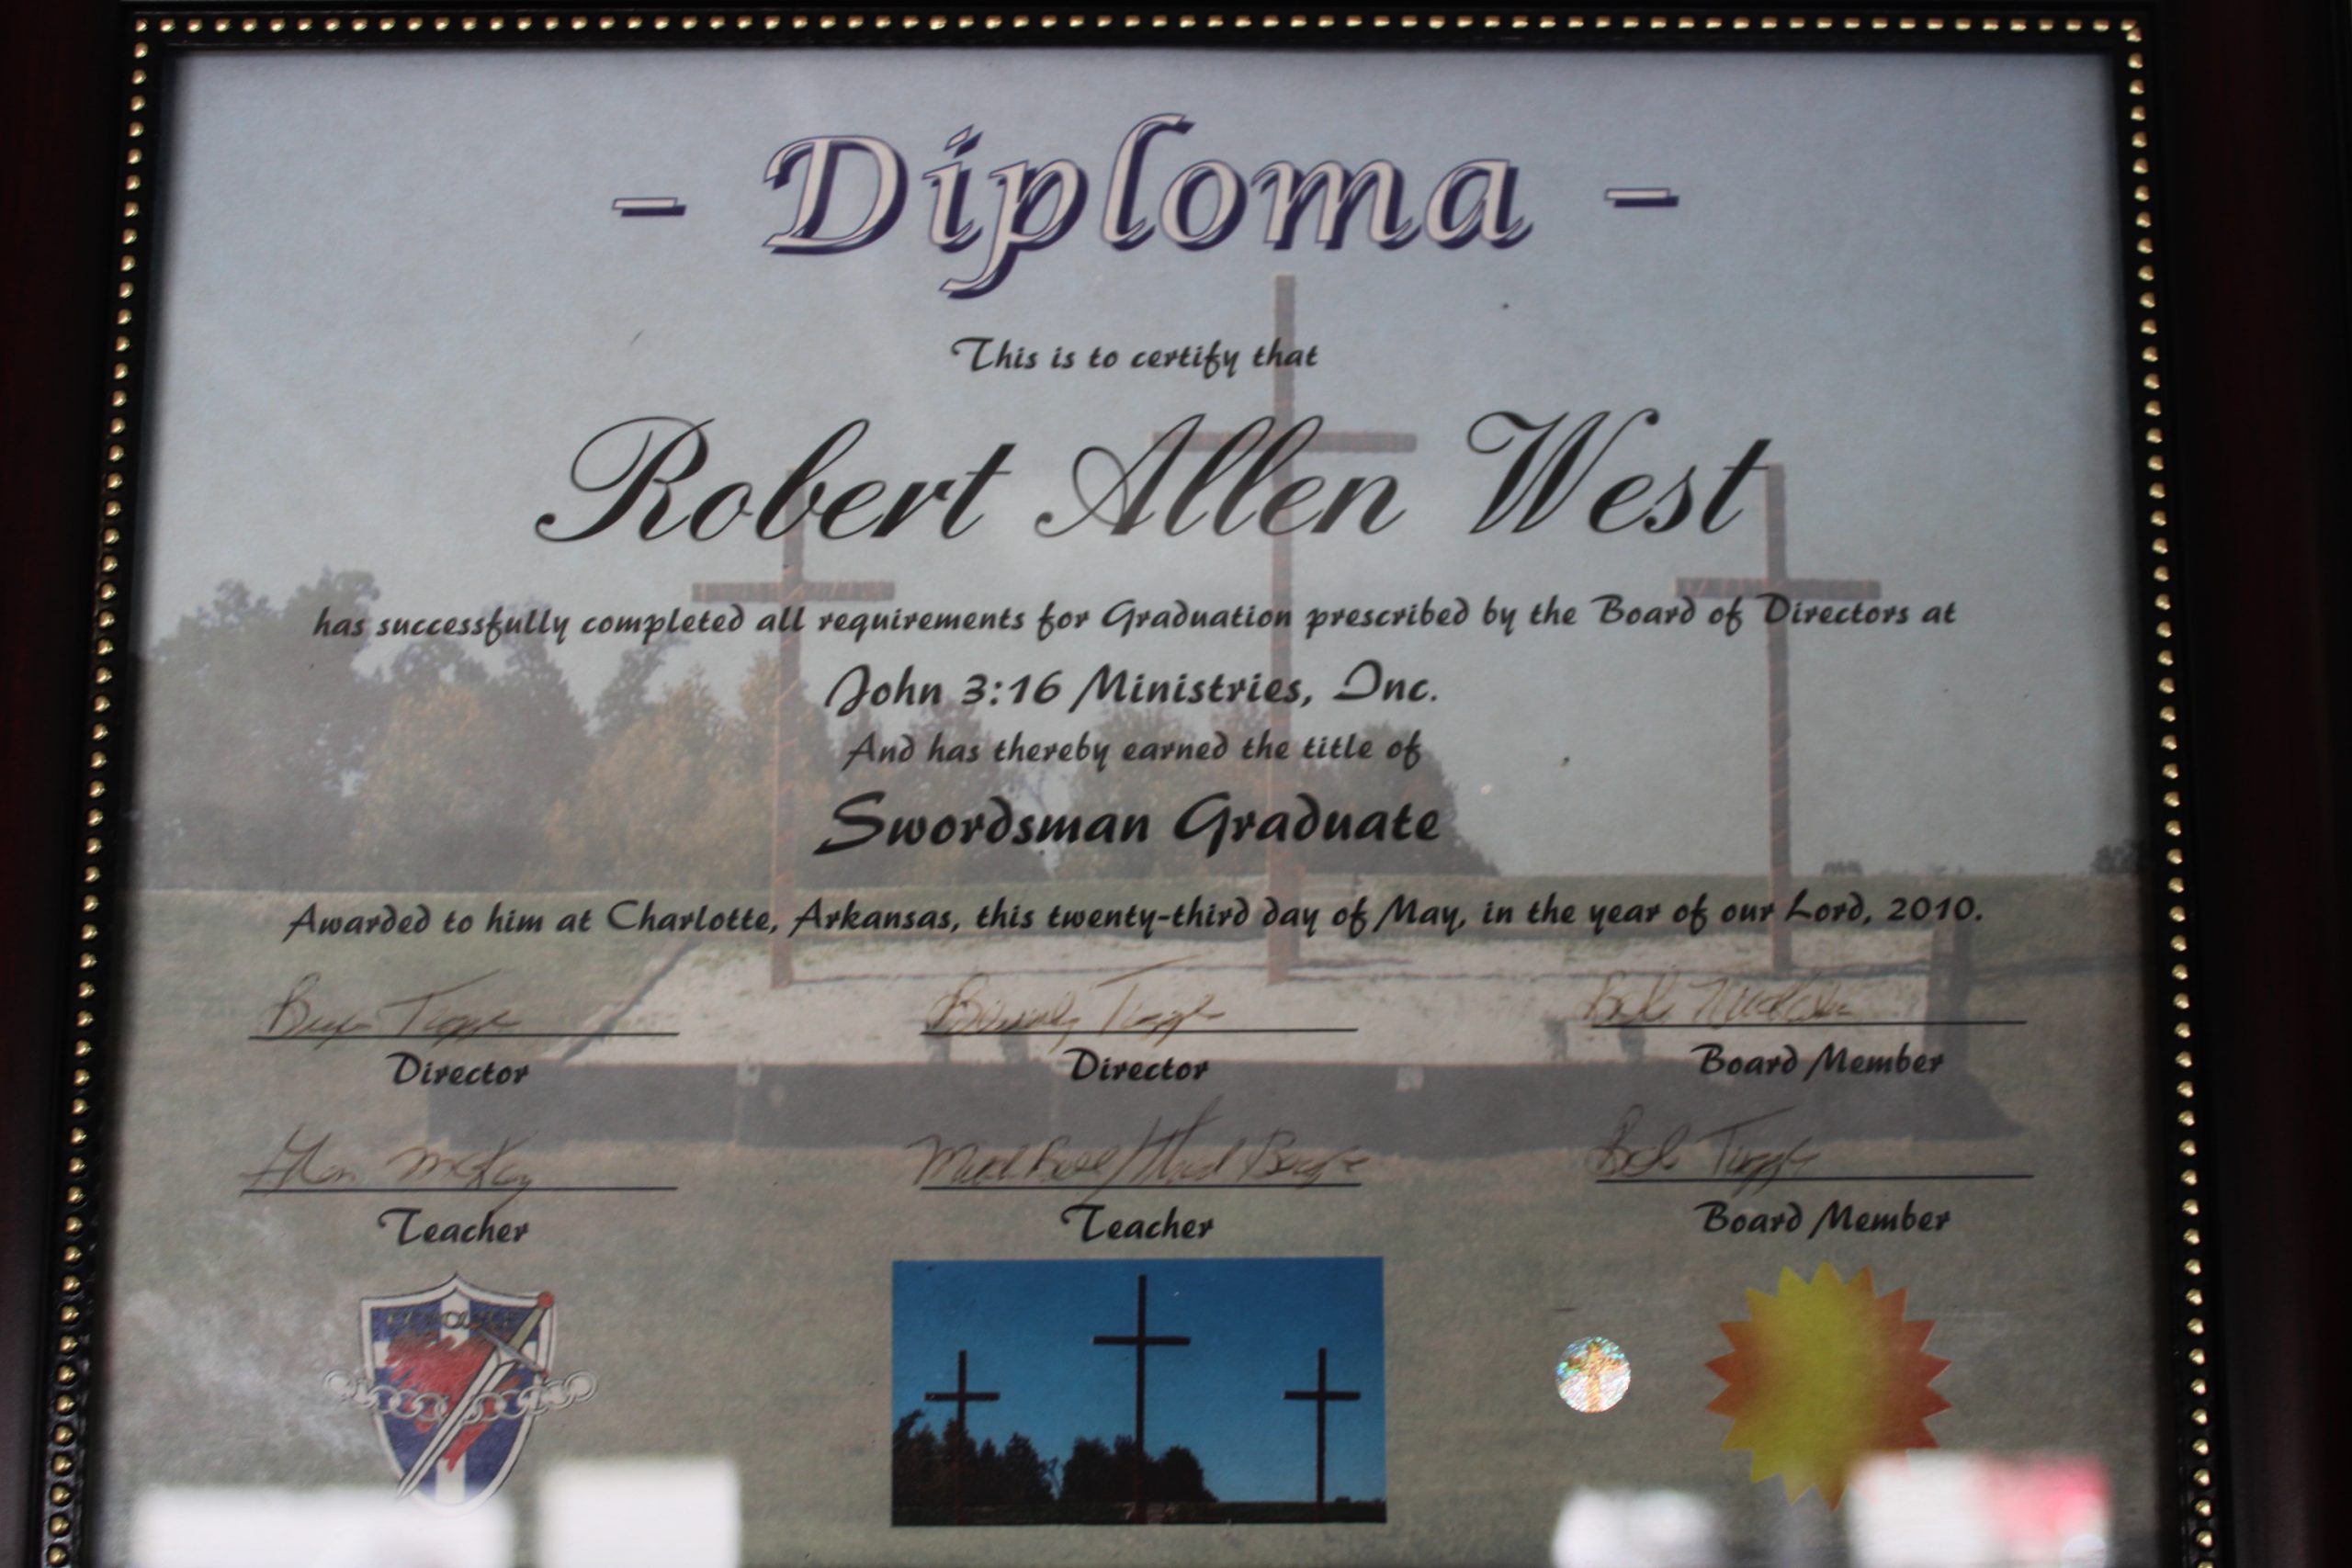 - Diploma -
This is to certify that
Robert Allen West
has successfully completed all requirements for Graduation prescribed by the Board of Directors at
John 3:16 Ministries, Inc.
And has thereby earned the title of
Swordsman Graduate
Awarded to him at Charlotte, Arkansas, this twenty-third day of May, in the year of our Lord, 2010.
Director Director Board Member
McKay
Teacher Teacher Board Member